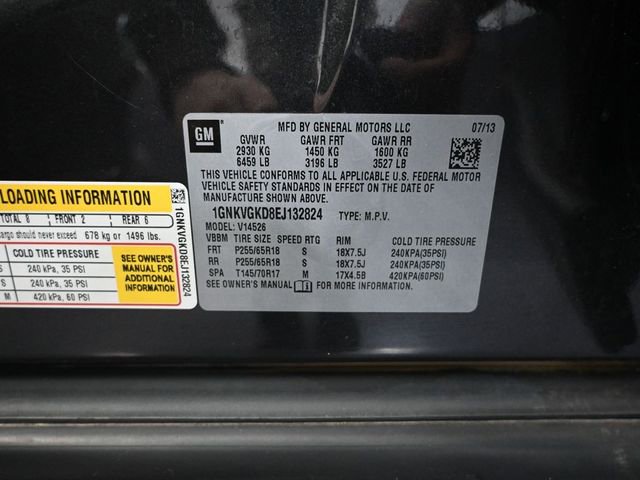 GM
MFD BY GENERAL MOTORS LLC 07/13
GVWR GAWR FRT GAWR RR
2930 KG 1450 KG 1600 KG
6459 LB 3196 LB 3527 LB
THIS VEHICLE CONFORMS TO ALL APPLICABLE U.S. FEDERAL MOTOR
VEHICLE SAFETY STANDARDS IN EFFECT ON THE DATE OF
MANUFACTURE SHOWN ABOVE.
1GNKVGKD8EJ132824 TYPE: M.P.V.
MODEL: V14526
VBBM TIRE SIZE SPEED RTG RIM COLD TIRE PRESSURE
FRT P255/65R18 S 18X7.5J 240KPA(35PSI)
RR P255/65R18 S 18X7.5J 240KPA(35PSI)
SPA T145/70R17 M 17X4.5B 420KPA(60PSI)
SEE OWNER'S MANUAL FOR MORE INFORMATION.
LOADING INFORMATION
TOTAL 8 FRONT 2 REAR 6
cargo should never exceed 678 kg or 1496 lbs.
COLD TIRE PRESSURE
S 240 kPa, 35 PSI
S 240 kPa, 35 PSI
M 420 kPa, 60 PSI
SEE OWNER'S
MANUAL FOR
ADDITIONAL
INFORMATION
1GNKVGKD8EJ132824